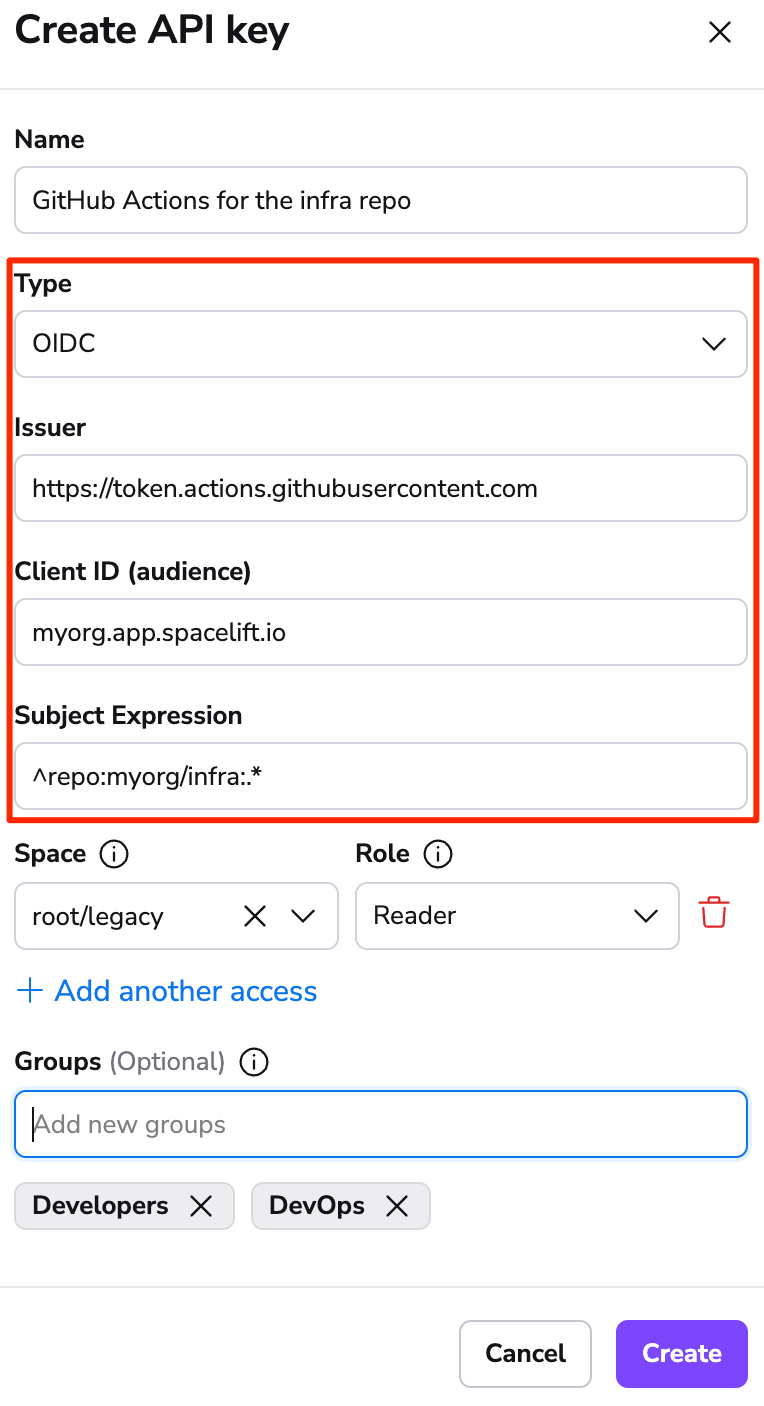 Create API key
Name
GitHub Actions for the infra repo
Type
OIDC
Issuer
https://token.actions.githubusercontent.com
Client ID (audience)
myorg.app.spacelift.io
Subject Expression
^repo:myorg/infra:.*
Space Role
root/legacy Reader
+ Add another access
Groups (Optional)
Add new groups
Developers DevOps
Cancel Create